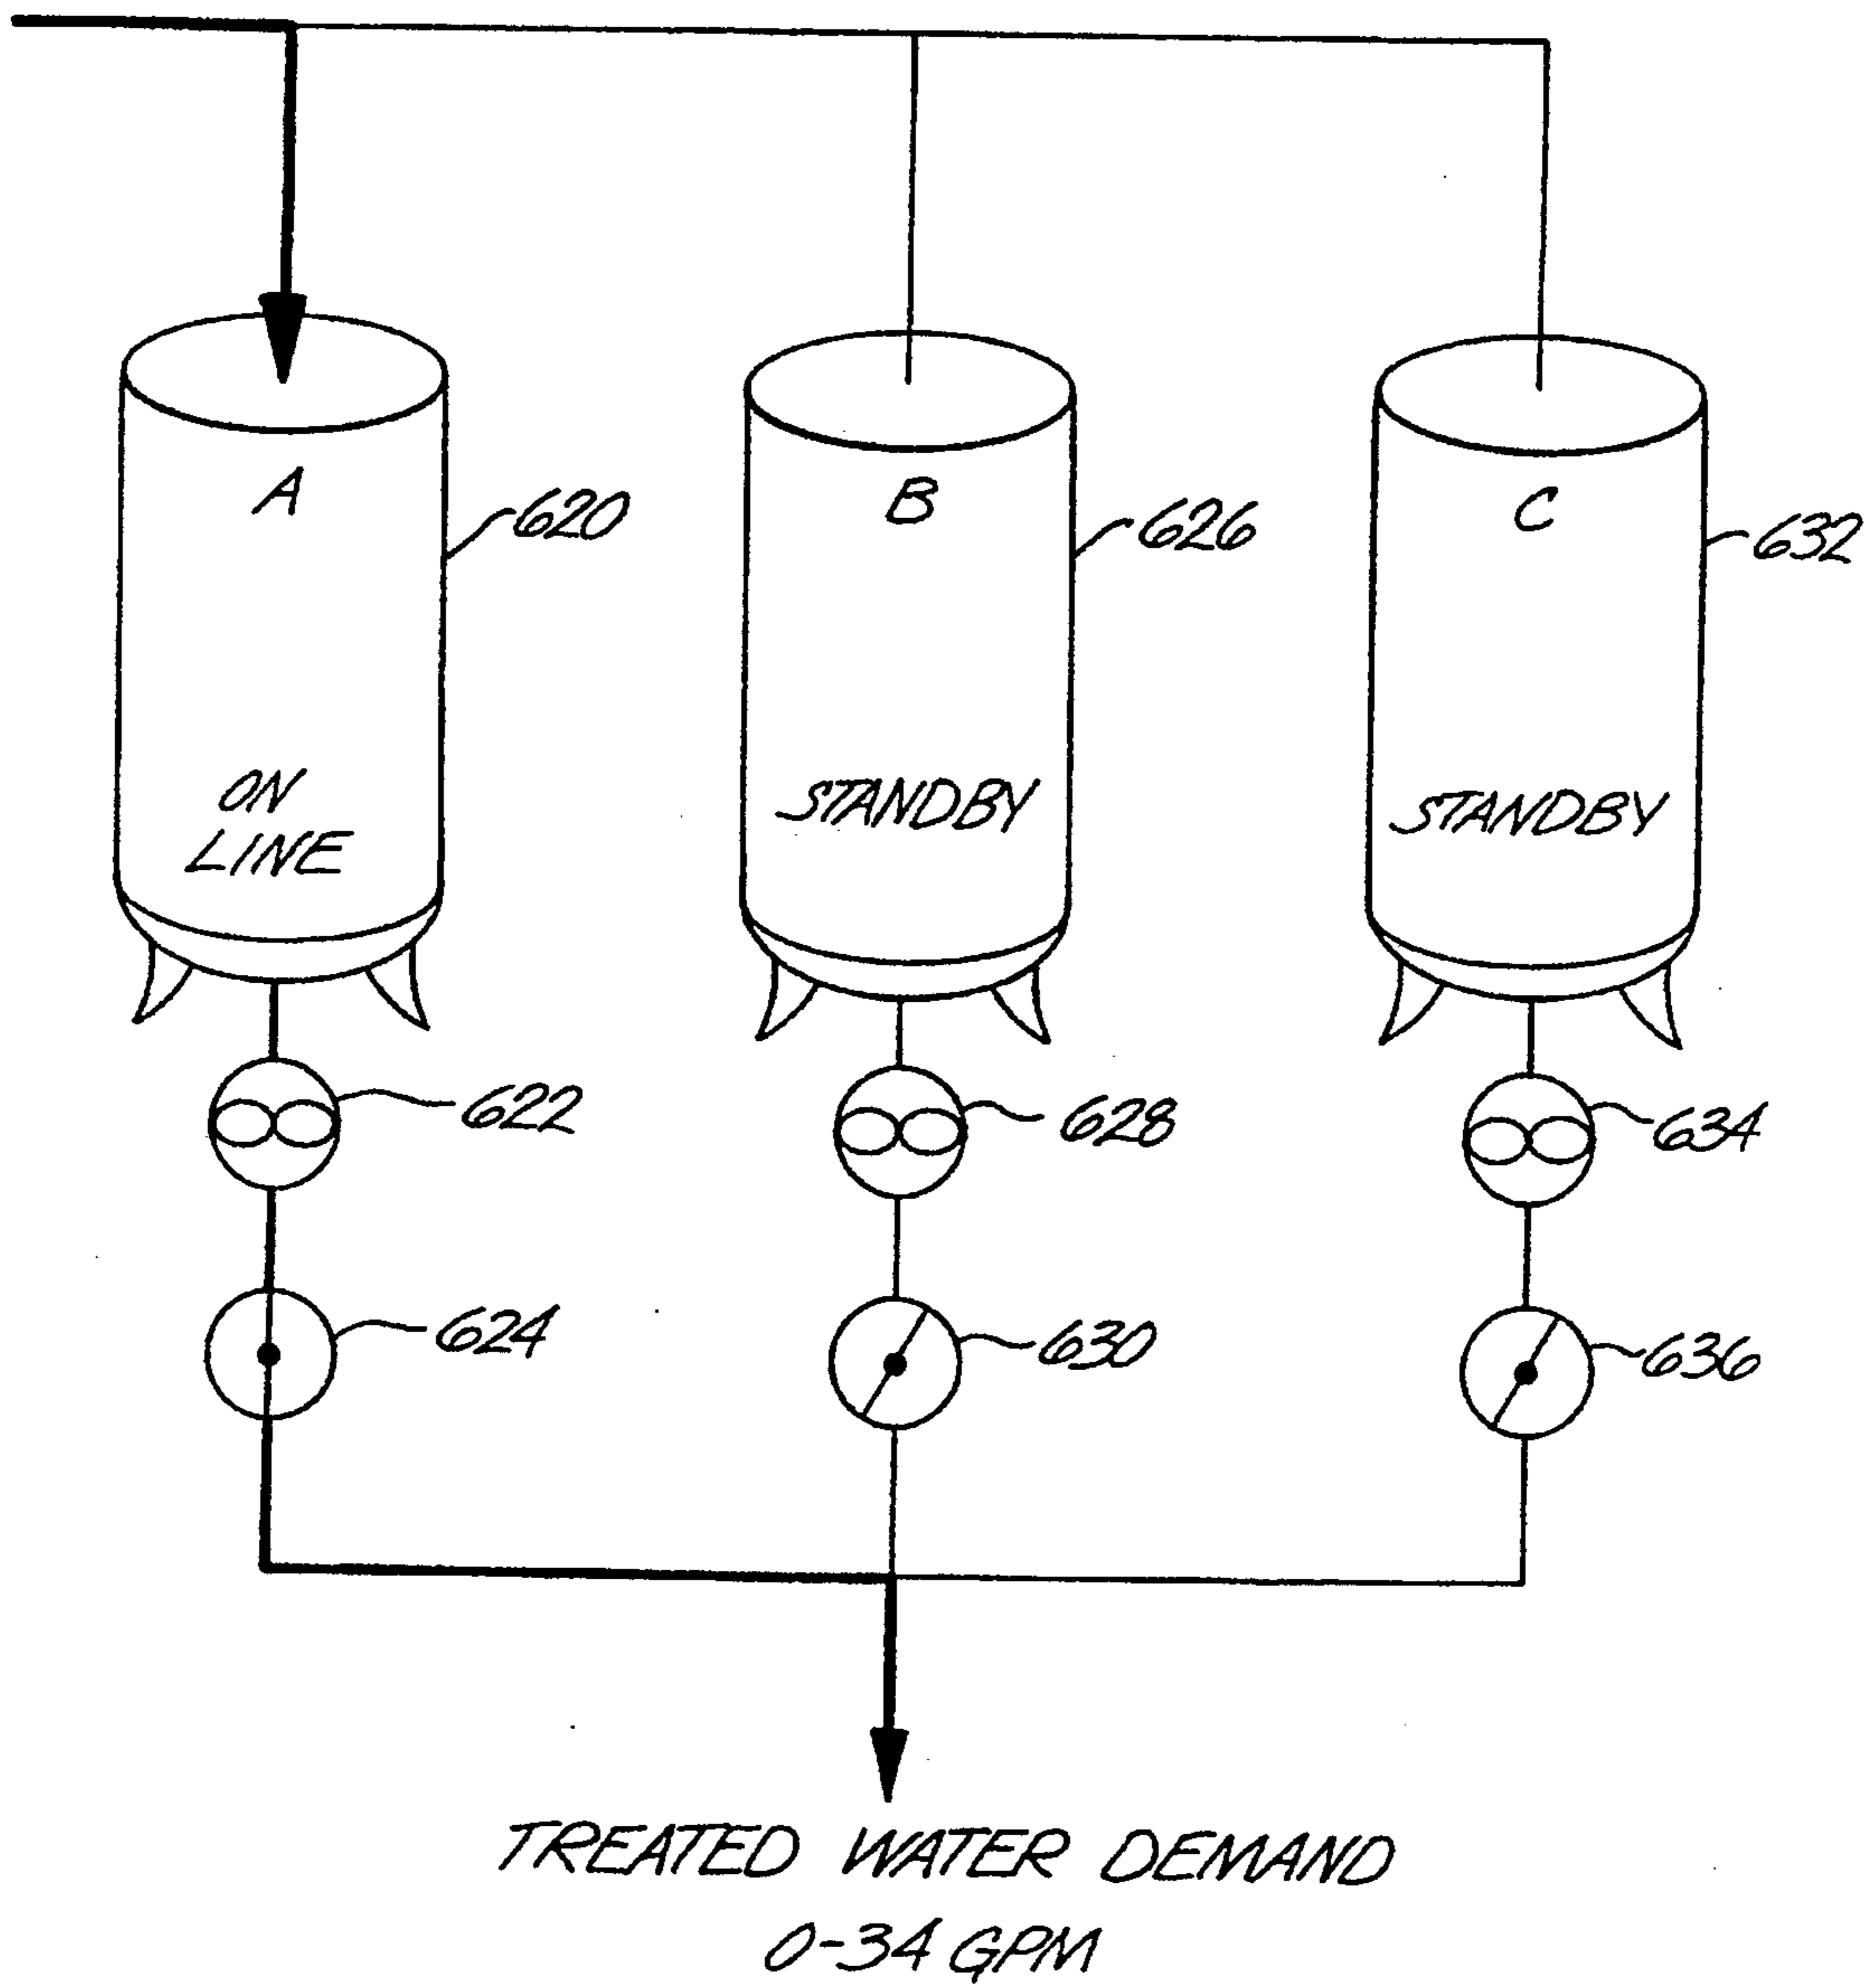 A
620
B
626
C
632
ON
LINE
STANDBY
STANDBY
622
628
634
624
630
636
TREATED WATER DEMAND
0-34 GPM